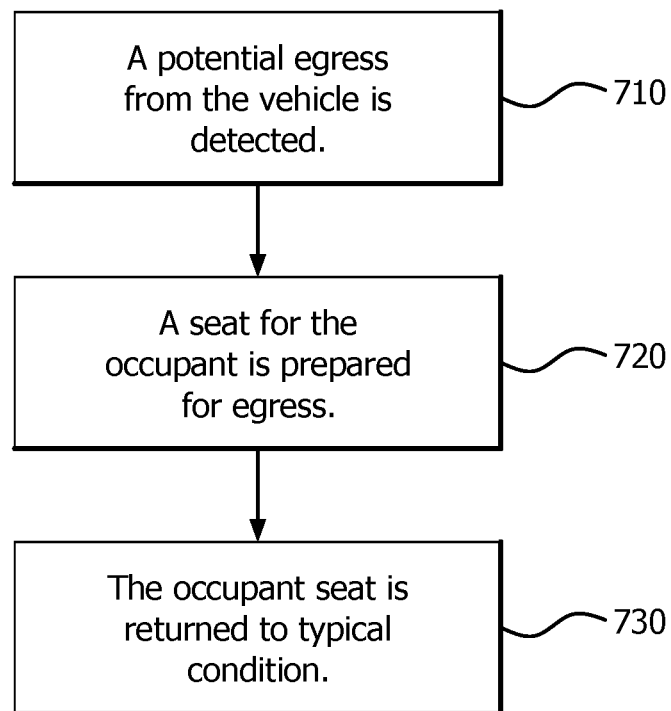 A potential egress
from the vehicle is
detected.
710
A seat for the
occupant is prepared
for egress.
720
The occupant seat is
returned to typical
condition.
730